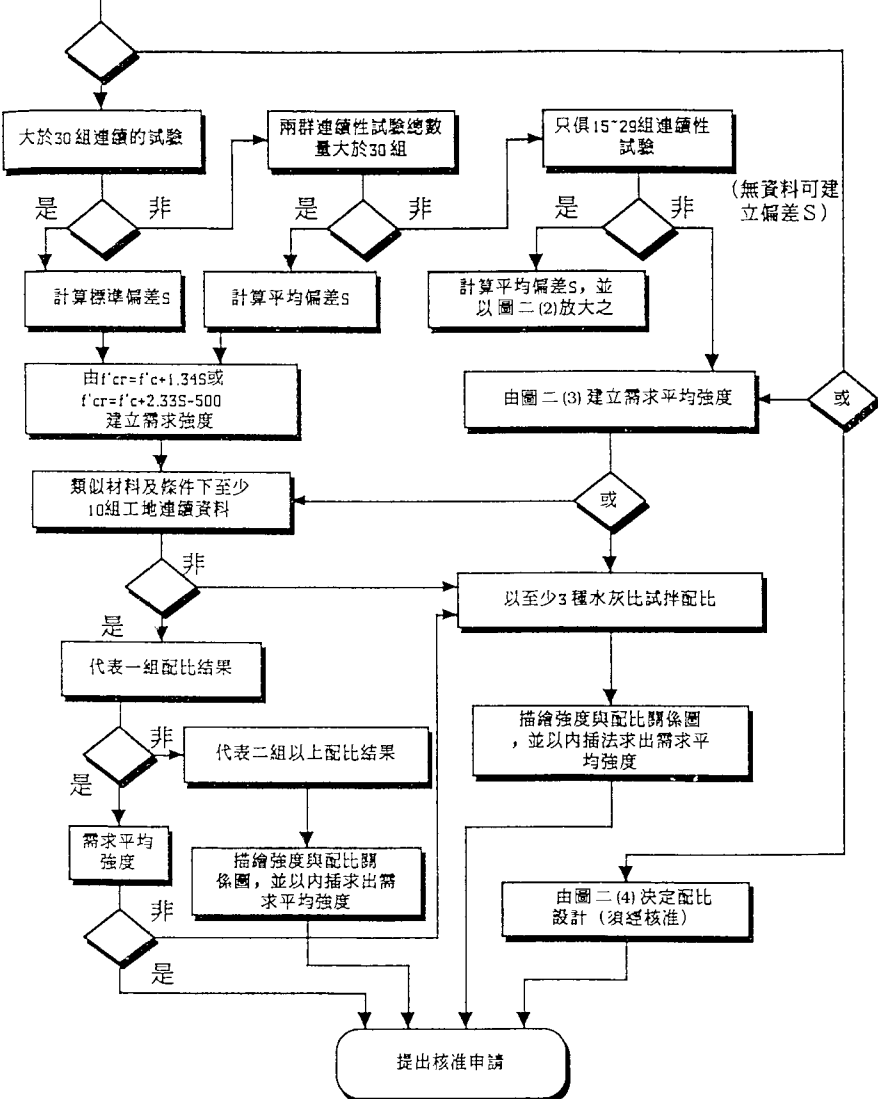 大於30組連續的試驗
兩群連續性試驗總數
量大於30組
只俱15~29組連續性
試驗
(無資料可建
立偏差S)
是
非
是
非
是
非
計算標準偏差S
計算平均偏差S
計算平均偏差S，並
以圖二(2)放大之
由f'cr=f'c+1.34S或
f'cr=f'c+2.33S-500
建立需求強度
由圖二(3)建立需求平均強度
或
類似材料及條件下至少
10組工地連續資料
或
非
以至少3種水灰比試拌配比
是
代表一組配比結果
描繪強度與配比關係圖
，並以內插法求出需求平
均強度
非
代表二組以上配比結果
是
需求平均
強度
描繪強度與配比關
係圖，並以內插求出需
求平均強度
由圖二(4)決定配比
設計（須經核准）
非
是
提出核准申請